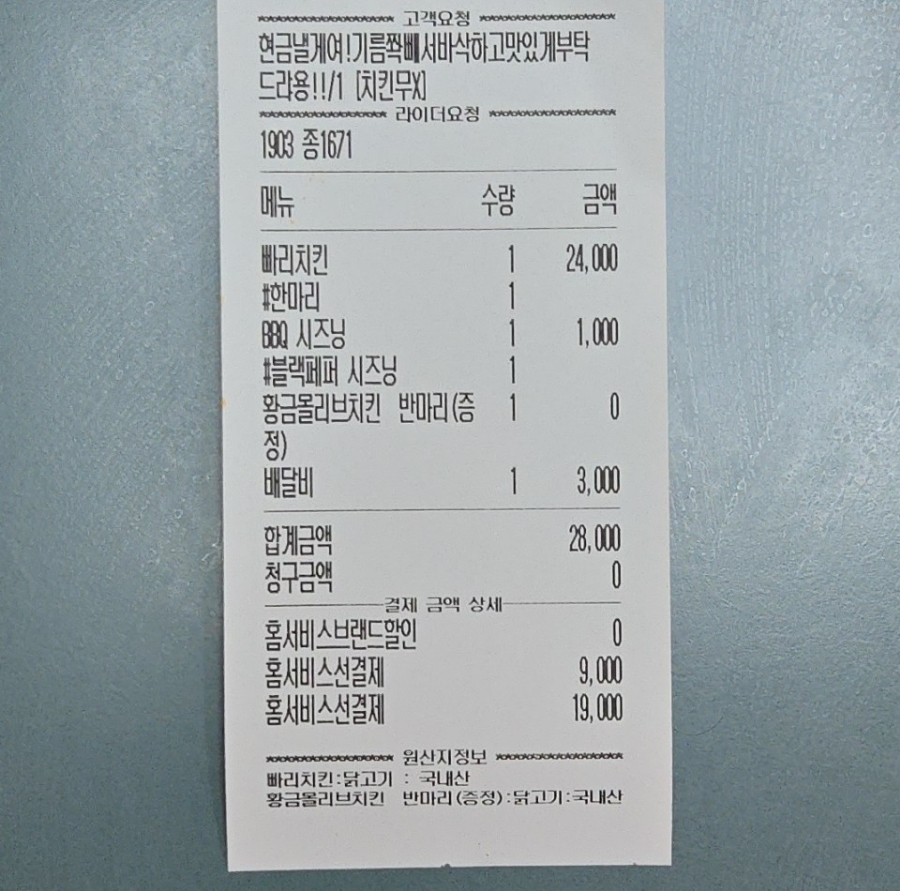 ******************** 고객요청 ********************
현금낼게여!기름쫙빼서바삭하고맛있게부탁
드랴용!!/1 [치킨무X]
******************** 라이더요청 ********************
1903 종1671
메뉴 수량 금액
빠리치킨 1 24,000
#한마리 1
BBQ 시즈닝 1 1,000
#블랙페퍼 시즈닝 1
황금몰리브치킨 반마리(증 1 0
정)
배달비 1 3,000
합계금액 28,000
청구금액 0
결제 금액 상세
홈서비스브랜드할인 0
홈서비스선결제 9,000
홈서비스선결제 19,000
******************** 원산지정보 ********************
빠리치킨:닭고기 : 국내산
황금몰리브치킨 반마리(증정):닭고기:국내산